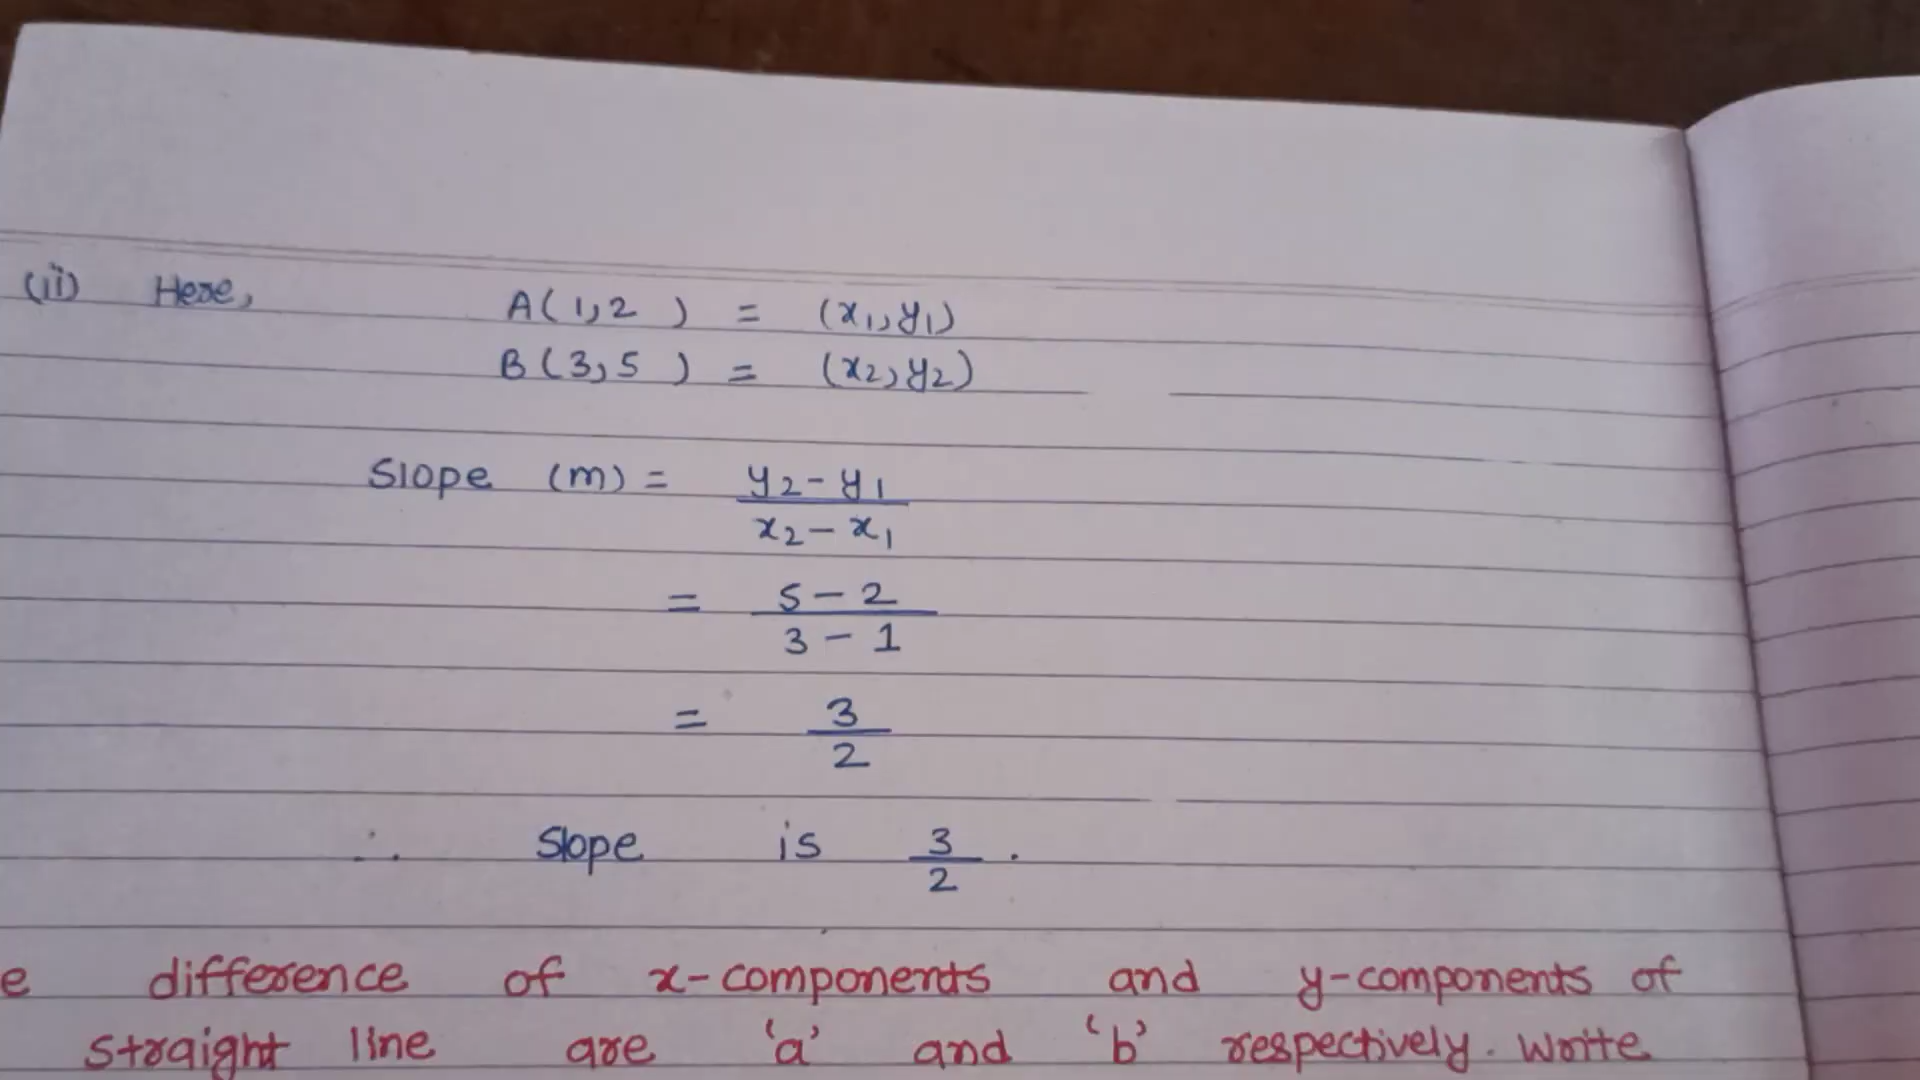 (ii) Here, A(1,2) = (x₁,y₁)
B(3,5) = (x₂,y₂)
Slope (m) = y₂-y₁
x₂-x₁
= 5-2
3-1
= 3
2
∴ Slope is 3/2.
e difference of x-components and y-components of
straight line are 'a' and 'b' respectively. Write